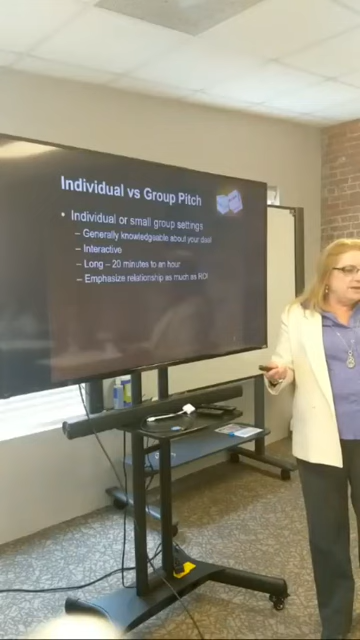 Individual vs Group Pitch
• Individual or small group settings
– Generally knowledgeable about your deal
– Interactive
– Long – 20 minutes to an hour
– Emphasize relationship as much as ROI